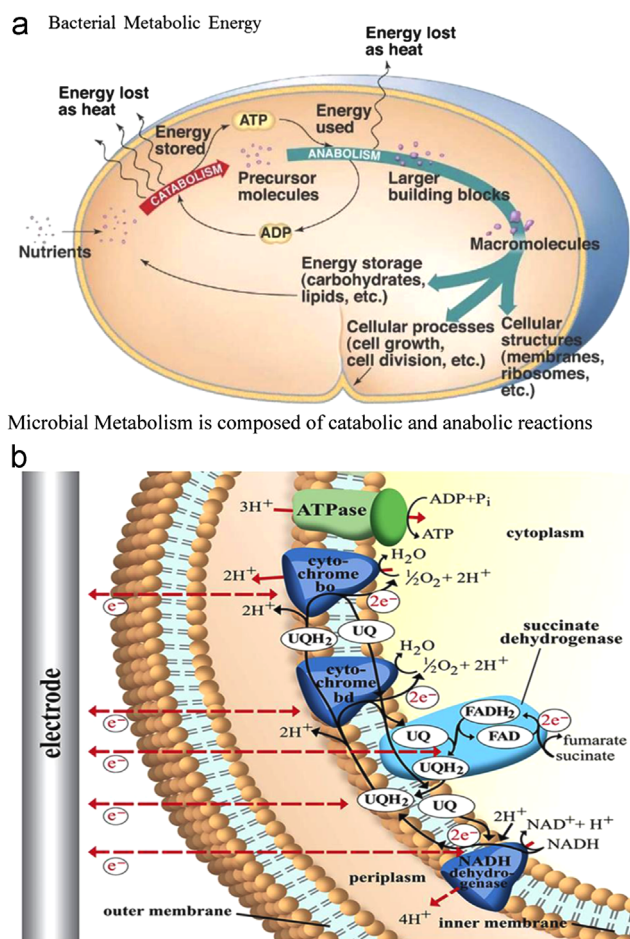 a Bacterial Metabolic Energy
Energy lost
as heat
Energy lost
as heat
Energy
stored
ATP
Energy
used
CATABOLISM
ANABOLISM
Precursor
molecules
Larger
building blocks
ADP
Nutrients
Macromolecules
Energy storage
(carbohydrates,
lipids, etc.)
Cellular processes
(cell growth,
cell division, etc.)
Cellular
structures
(membranes,
ribosomes,
etc.)
Microbial Metabolism is composed of catabolic and anabolic reactions
b
3H+
ATPase
ADP+Pi
ATP
cytoplasm
cyto-
chrome
bo
H2O
½O2 + 2H+
2H+
2e−
e−
2H+
UQH2
UQ
succinate
dehydrogenase
cyto-
chrome
bd
H2O
½O2 + 2H+
2e−
electrode
e−
2H+
FADH2
2e−
UQ
FAD
fumarate
sucinate
UQH2
e−
UQH2
UQ
e−
2H+
NAD+ + H+
2e−
NADH
NADH
dehydro-
genase
e−
periplasm
4H+
outer membrane
inner membrane